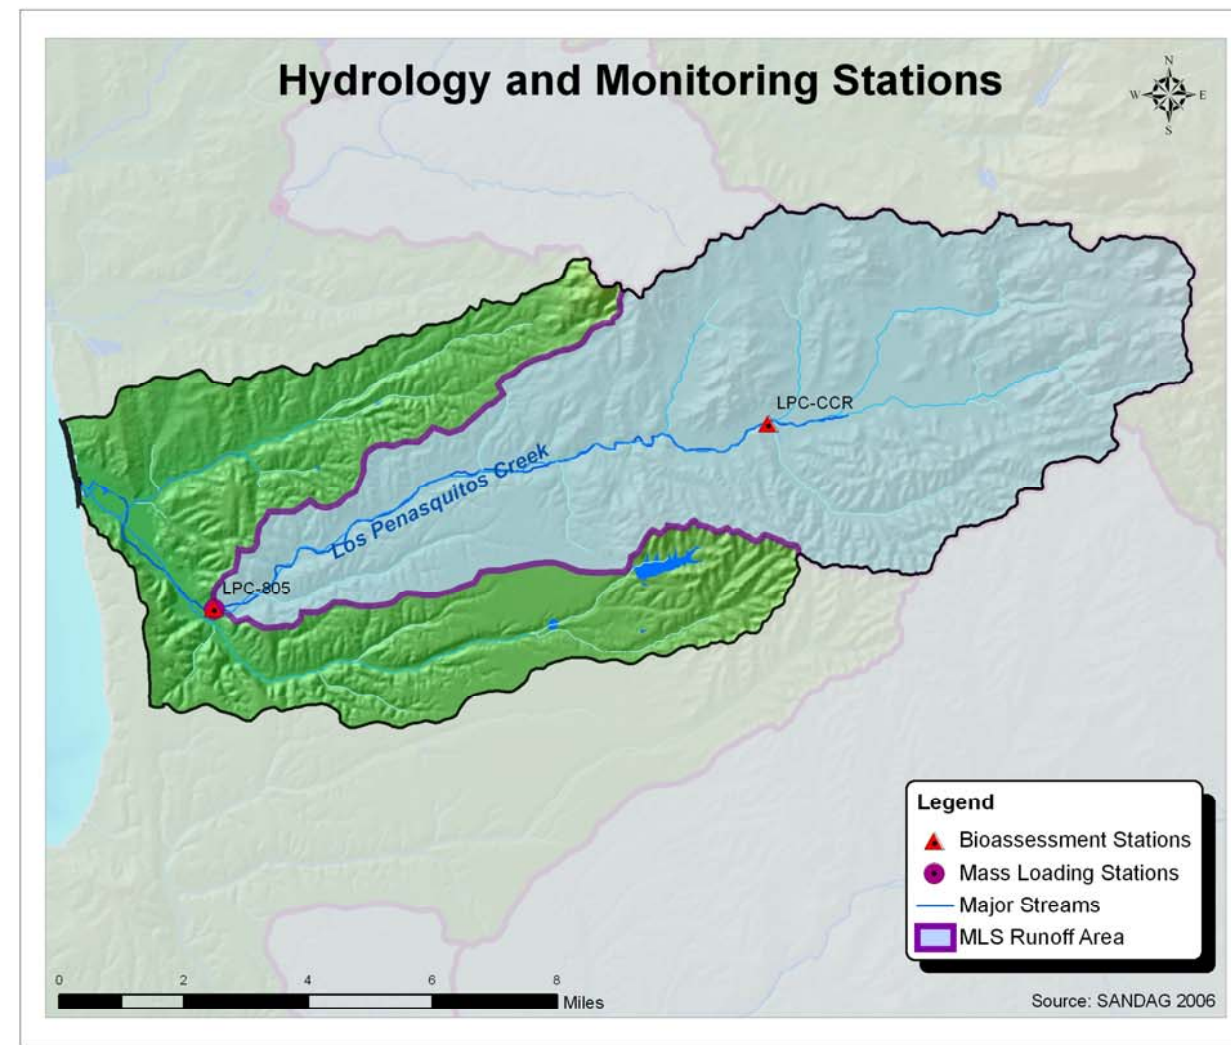 Hydrology and Monitoring Stations
N
W E
S
LPC-CCR
Los Penasquitos Creek
LPC-805
Legend
Bioassessment Stations
Mass Loading Stations
Major Streams
MLS Runoff Area
0 2 4 6 8
Miles
Source: SANDAG 2006